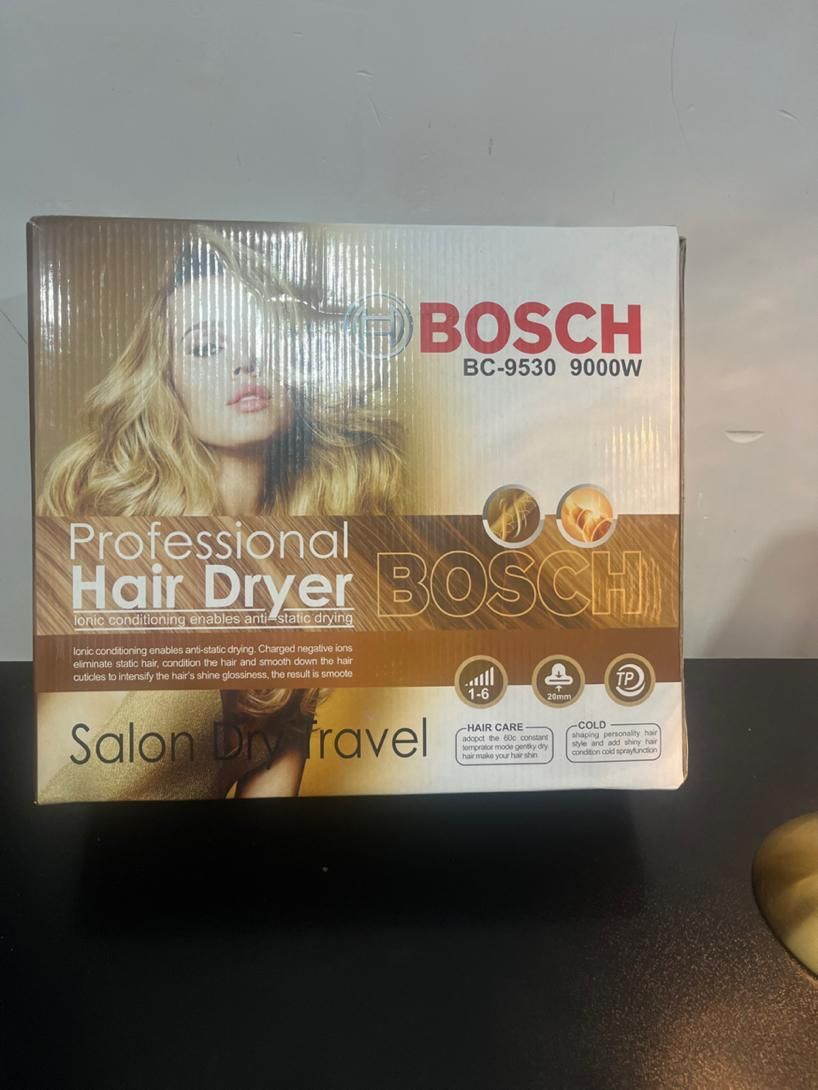 BOSCH
BC-9530 9000W
Professional
Hair Dryer
Ionic conditioning enables anti-static drying
BOSCH
Ionic conditioning enables anti-static drying. Charged negative ions
eliminate static hair, condition the hair and smooth down the hair
cuticles to intensify the hair's shine glossiness, the result is smoote
1-6
20mm
TP
Salon Dry Travel
HAIR CARE
adopct the 60c constant
temprator mode gentky dry
hair make your hair shin
COLD
shaping personality hair
style and add shiny hair
condition cold sprayfunction